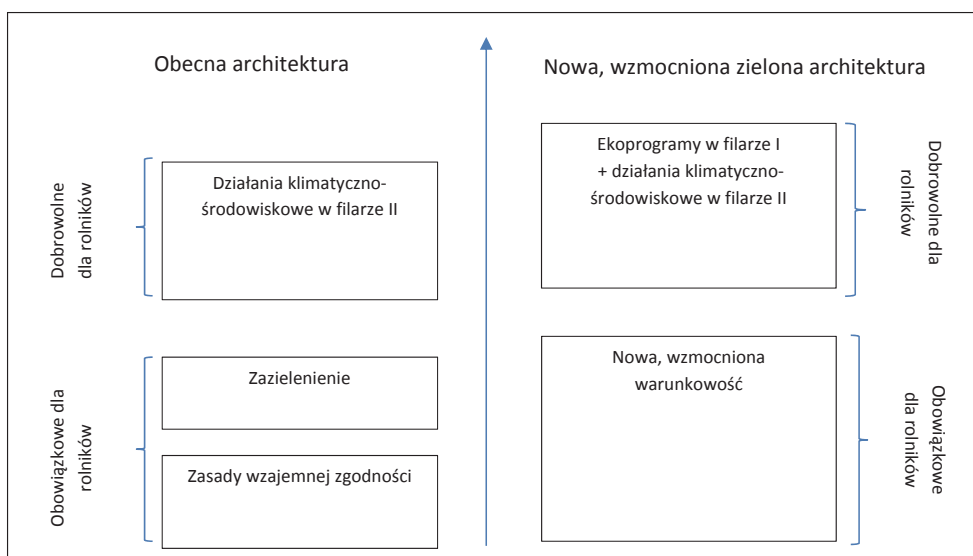 Obecna architektura
Dobrowolne
dla rolników
Działania klimatyczno-
środowiskowe w filarze II
Obowiązkowe dla
rolników
Zazielenienie
Zasady wzajemnej zgodności
Nowa, wzmocniona zielona architektura
Ekoprogramy w filarze I
+ działania klimatyczno-
środowiskowe w filarze II
Dobrowolne dla
rolników
Nowa, wzmocniona
warunkowość
Obowiązkowe
dla rolników